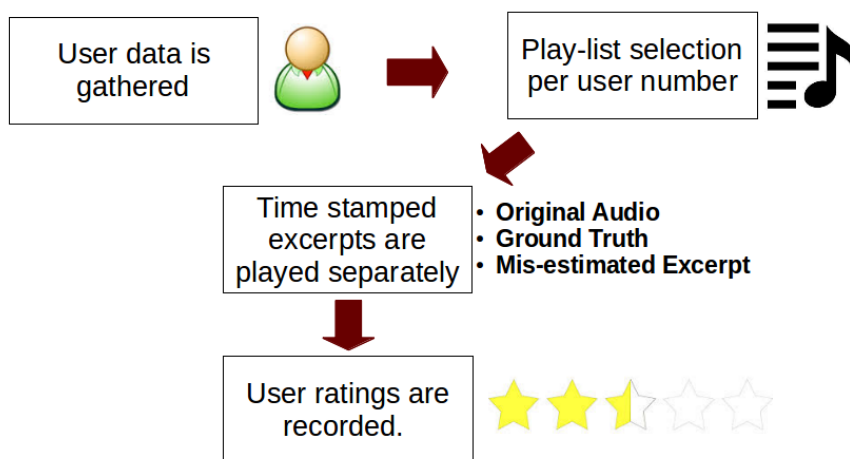 User data is
gathered
Play-list selection
per user number
Time stamped
excerpts are
played separately
• Original Audio
• Ground Truth
• Mis-estimated Excerpt
User ratings are
recorded.